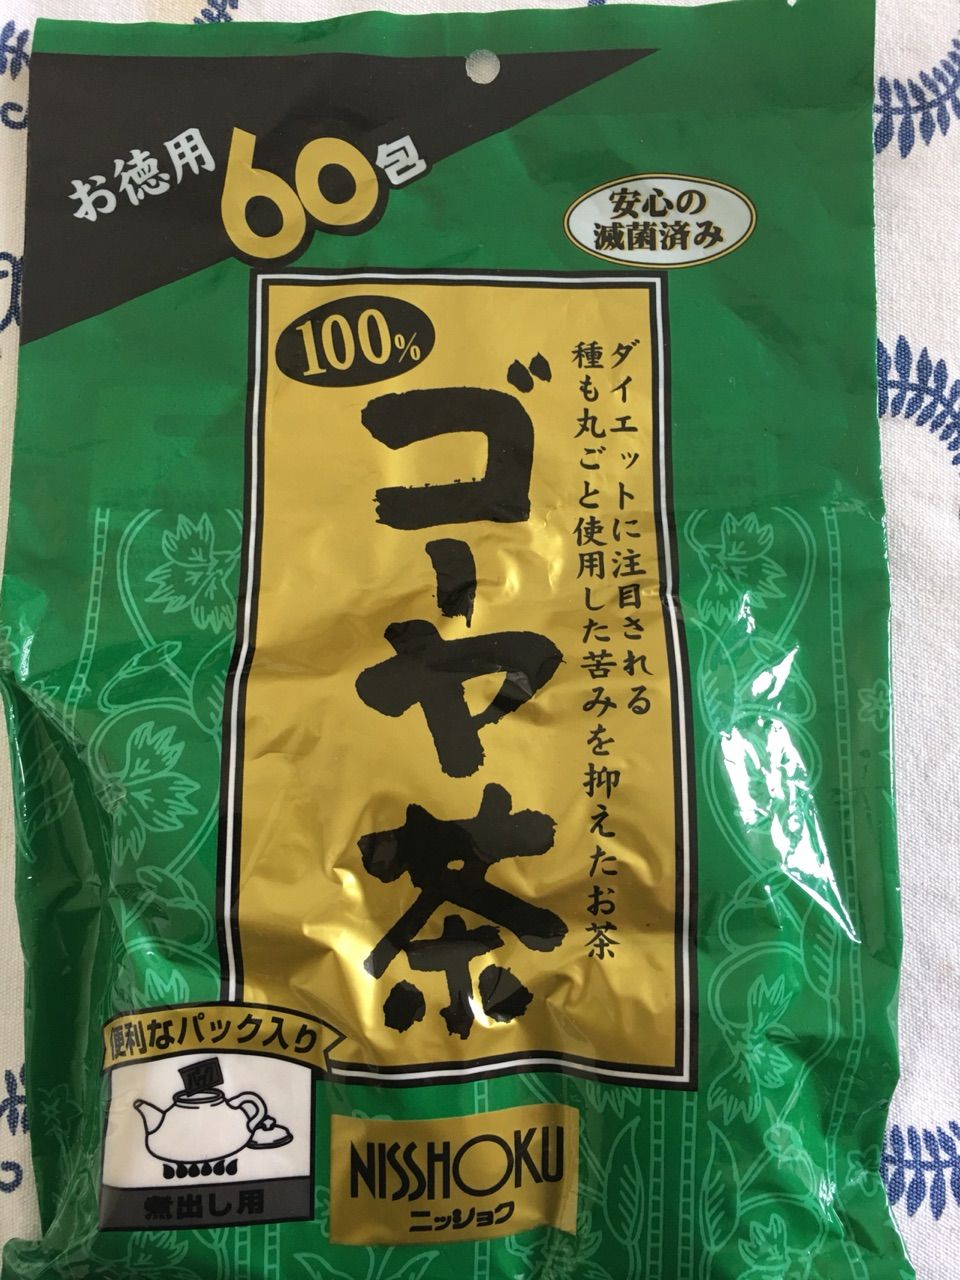 お徳用60包
安心の
滅菌済み
100%
ゴーヤ茶
ダイエットに注目される
種も丸ごと使用した苦みを抑えたお茶
便利なパック入り
煮出し用
NISSHOKU
ニッショク